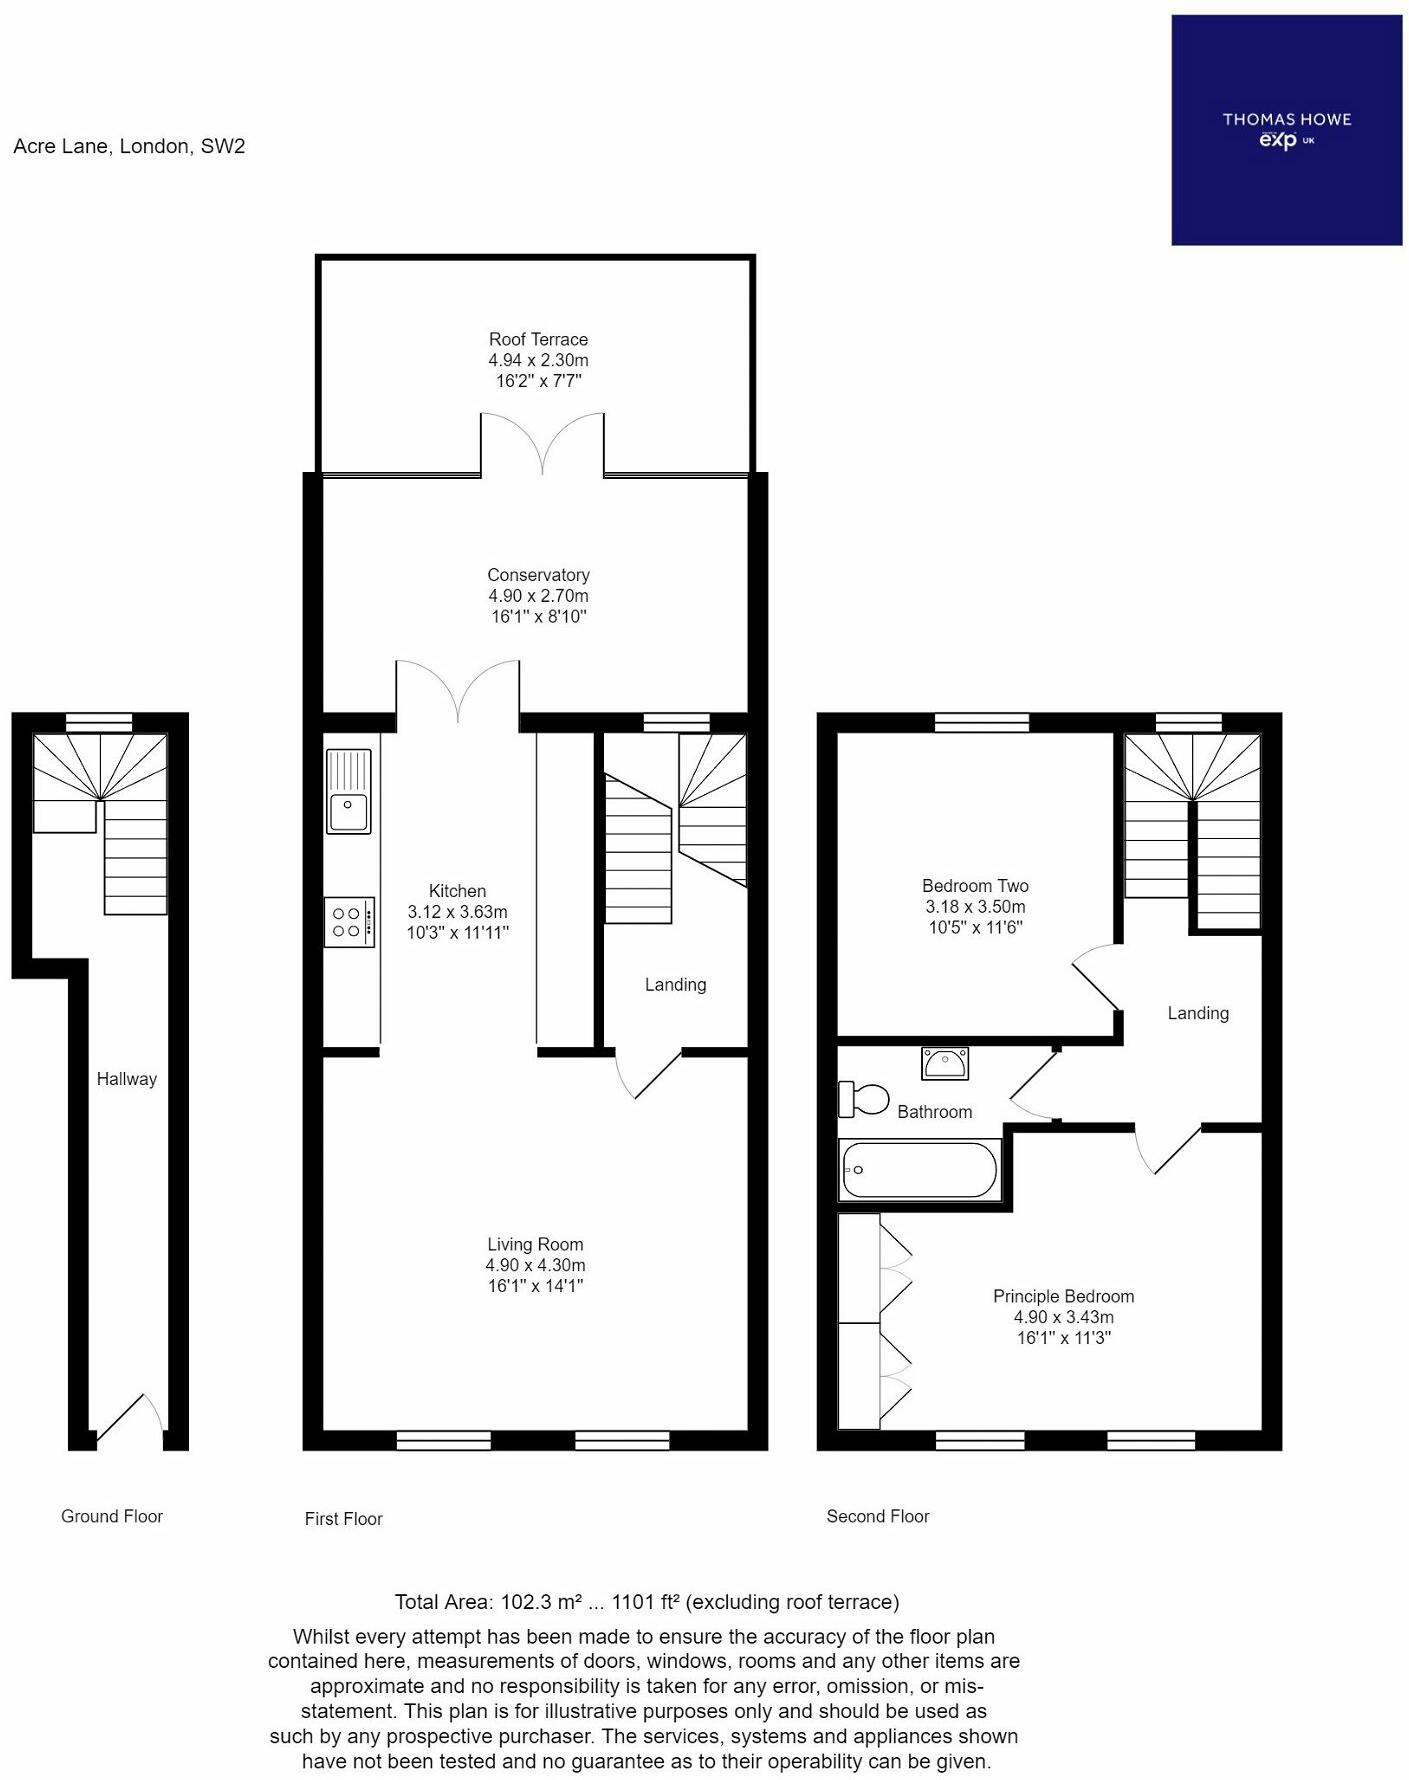 THOMAS HOWE
exp UK
Acre Lane, London, SW2
Roof Terrace
4.94 x 2.30m
16'2" x 7'7"
Conservatory
4.90 x 2.70m
16'1" x 8'10"
Kitchen
3.12 x 3.63m
10'3" x 11'11"
Landing
Bedroom Two
3.18 x 3.50m
10'5" x 11'6"
Landing
Hallway
Bathroom
Living Room
4.90 x 4.30m
16'1" x 14'1"
Principle Bedroom
4.90 x 3.43m
16'1" x 11'3"
Ground Floor
First Floor
Second Floor
Total Area: 102.3 m² ... 1101 ft² (excluding roof terrace)
Whilst every attempt has been made to ensure the accuracy of the floor plan
contained here, measurements of doors, windows, rooms and any other items are
approximate and no responsibility is taken for any error, omission, or mis-
statement. This plan is for illustrative purposes only and should be used as
such by any prospective purchaser. The services, systems and appliances shown
have not been tested and no guarantee as to their operability can be given.